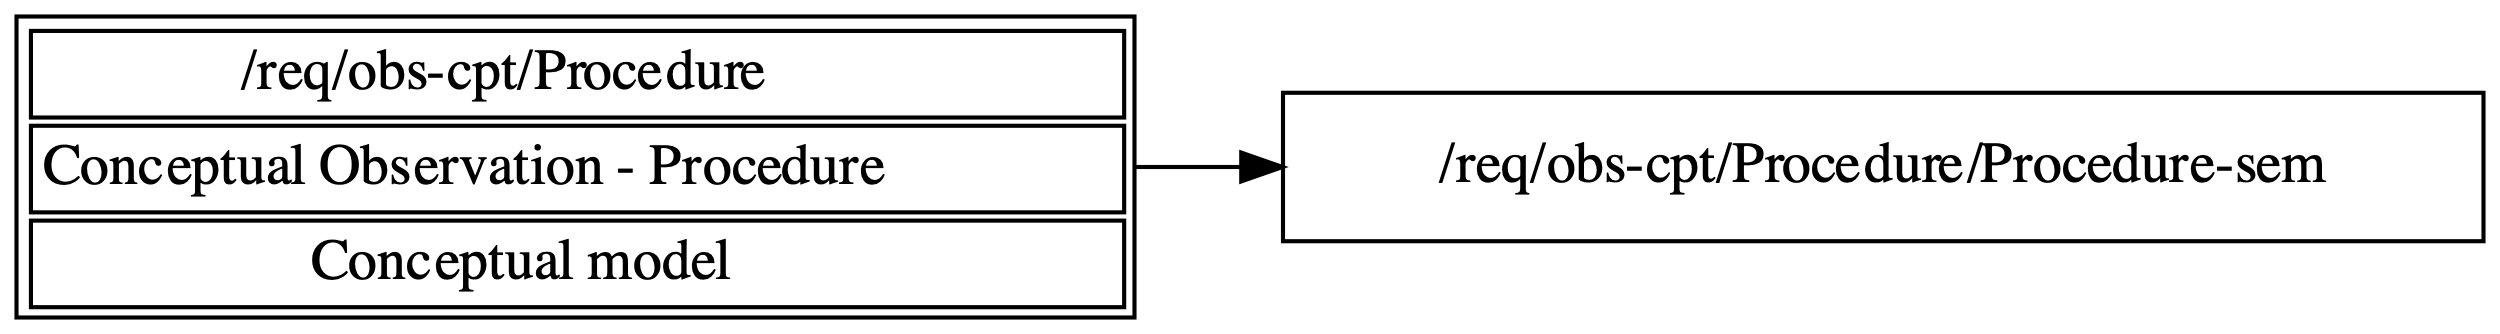 /req/obs-cpt/Procedure
Conceptual Observation - Procedure
Conceptual model
/req/obs-cpt/Procedure/Procedure-sem